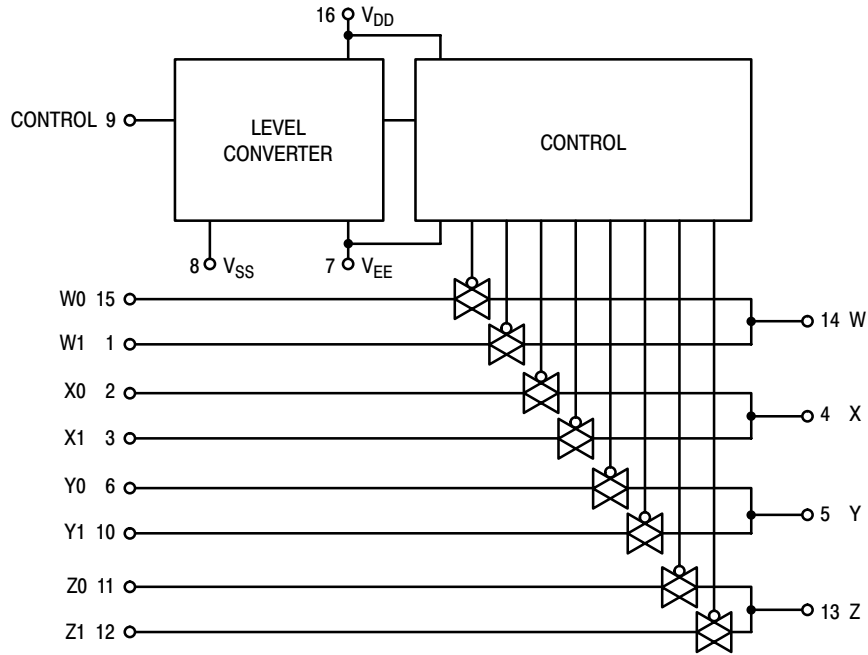 16 VDD
CONTROL 9
LEVEL
CONVERTER
CONTROL
8 VSS
7 VEE
W0 15
14 W
W1 1
X0 2
4 X
X1 3
Y0 6
5 Y
Y1 10
Z0 11
13 Z
Z1 12